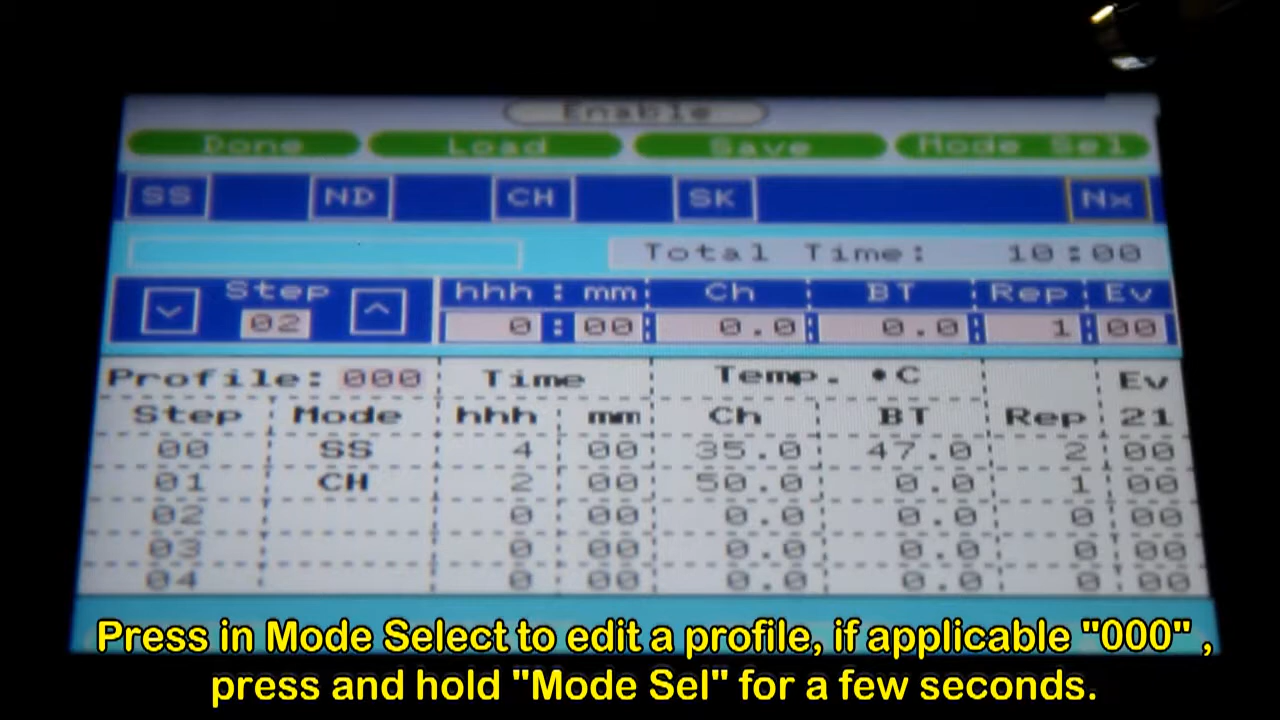 Enable
Done Load Save Mode Sel
SS ND CH SK Nx
Total Time: 10:00
Step hhh : mm Ch BT Rep Ev
02 0 : 00 0.0 0.0 1 00
Profile: 000 Time Temp. °C Ev
Step Mode hhh mm Ch BT Rep 21
00 SS 4 00 35.0 47.0 2 00
01 CH 2 00 50.0 0.0 1 00
02 0 00 0.0 0.0 0 00
03 0 00 0.0 0.0 0 00
04 0 00 0.0 0.0 0 00
Press in Mode Select to edit a profile, if applicable "000" ,
press and hold "Mode Sel" for a few seconds.